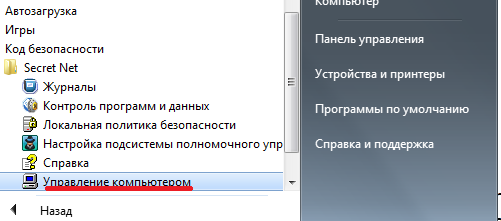 Автозагрузка
Игры
Код безопасности
Secret Net
Журналы
Контроль программ и данных
Локальная политика безопасности
Настройка подсистемы полномочного упр
Справка
Управление компьютером
Назад
Компьютер
Панель управления
Устройства и принтеры
Программы по умолчанию
Справка и поддержка